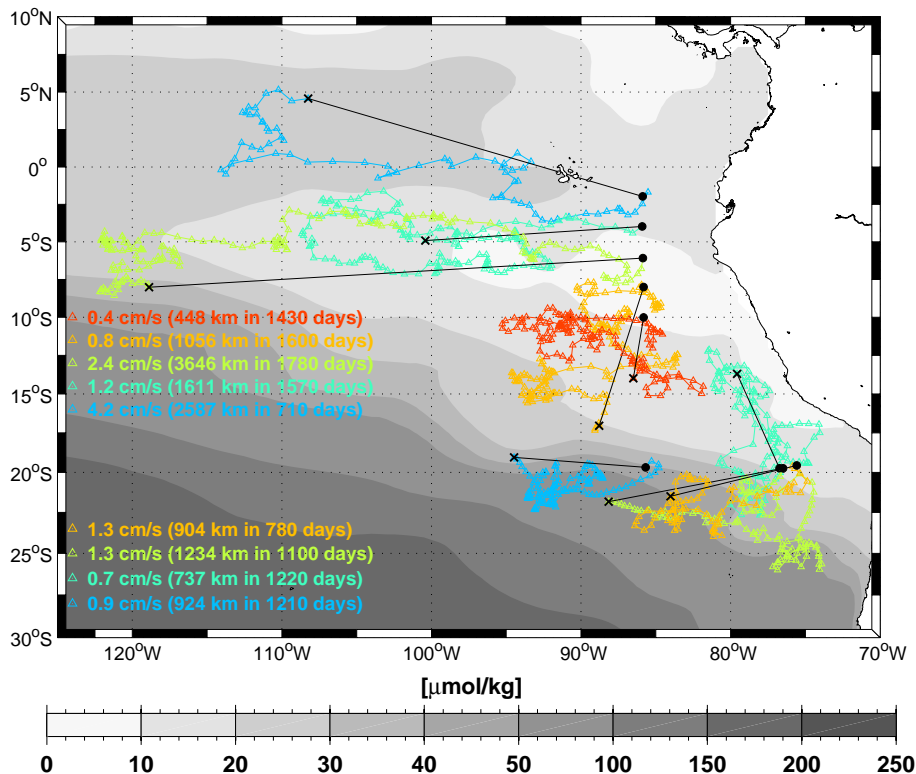 10°N
5°N
0°
5°S
10°S
15°S
20°S
25°S
30°S
0.4 cm/s (448 km in 1430 days)
0.8 cm/s (1056 km in 1600 days)
2.4 cm/s (3646 km in 1780 days)
1.2 cm/s (1611 km in 1570 days)
4.2 cm/s (2587 km in 710 days)
1.3 cm/s (904 km in 780 days)
1.3 cm/s (1234 km in 1100 days)
0.7 cm/s (737 km in 1220 days)
0.9 cm/s (924 km in 1210 days)
120°W 110°W 100°W 90°W 80°W 70°W
[μmol/kg]
0 10 20 30 40 50 70 100 150 200 250